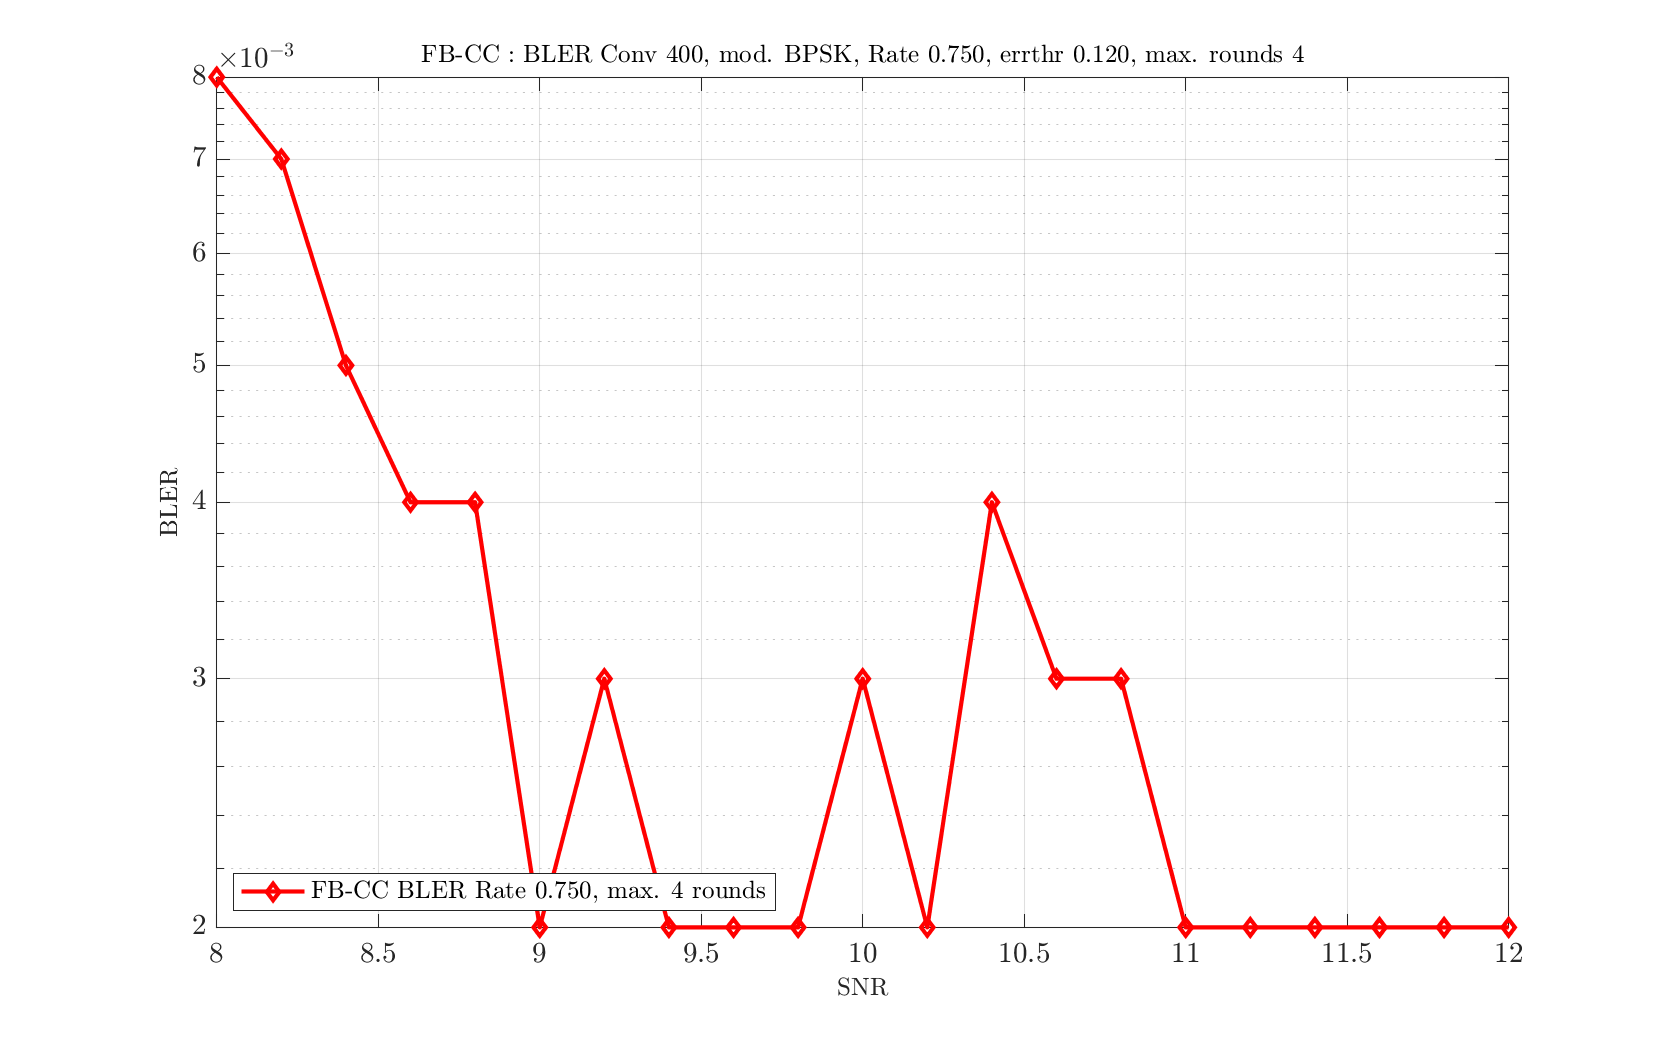 ×10⁻³
FB-CC : BLER Conv 400, mod. BPSK, Rate 0.750, errthr 0.120, max. rounds 4
8
7
6
5
4
3
2
BLER
FB-CC BLER Rate 0.750, max. 4 rounds
8 8.5 9 9.5 10 10.5 11 11.5 12
SNR